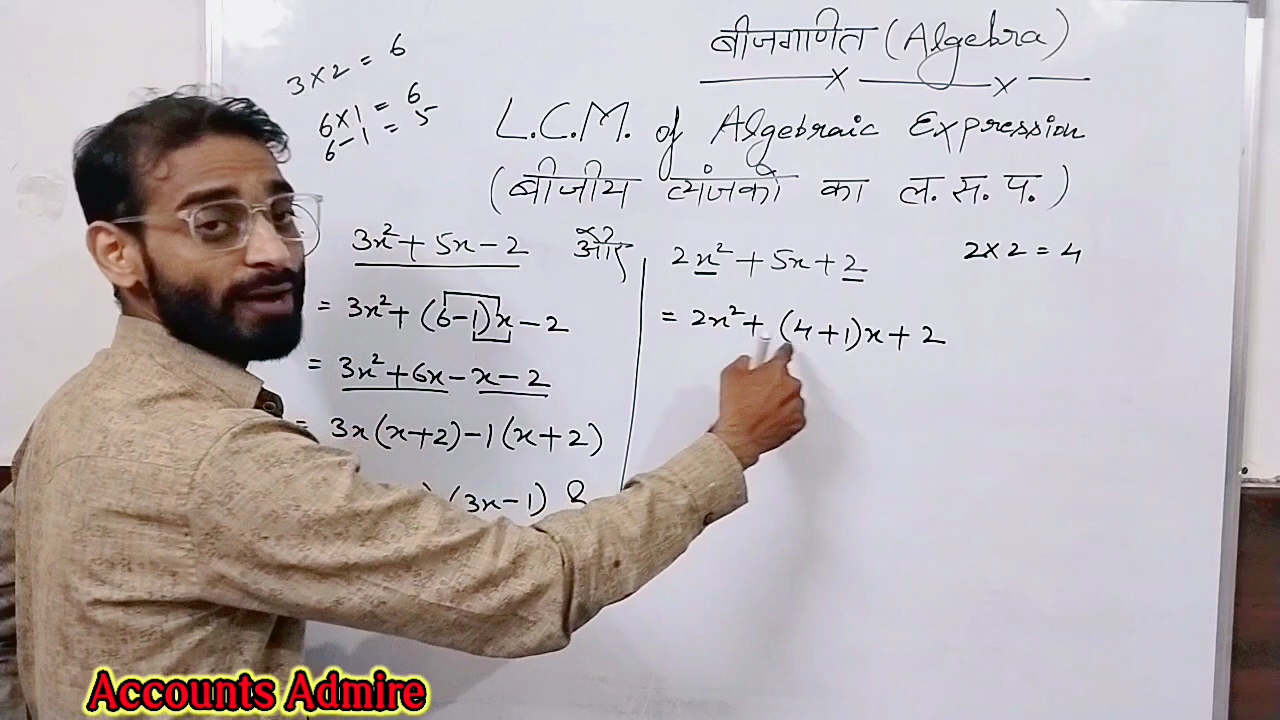 3 × 2 = 6
6 × 1 = 6
6 - 1 = 5
बीजगणित (Algebra)
L.C.M. of Algebraic Expression
(बीजीय व्यंजकों का ल. स. प.)
3x² + 5x - 2 और
= 3x² + (6-1)x - 2
= 3x² + 6x - x - 2
= 3x(x+2) - 1(x+2)
(3x-1)
2x² + 5x + 2
= 2x² + (4+1)x + 2
2 × 2 = 4
Accounts Admire